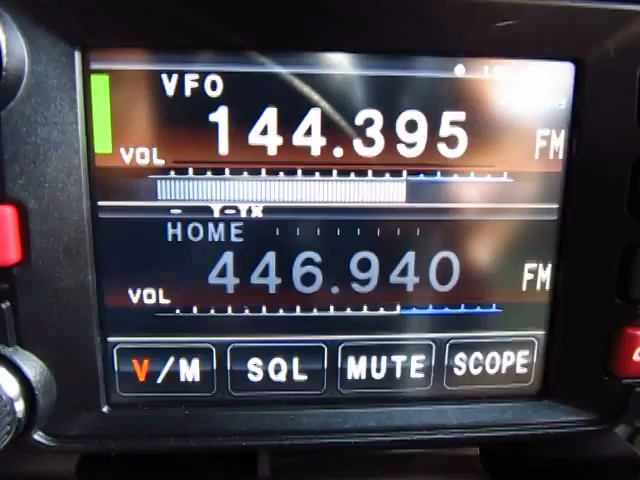 VFO
144.395 FM
VOL
HOME
446.940 FM
VOL
V/M SQL MUTE SCOPE